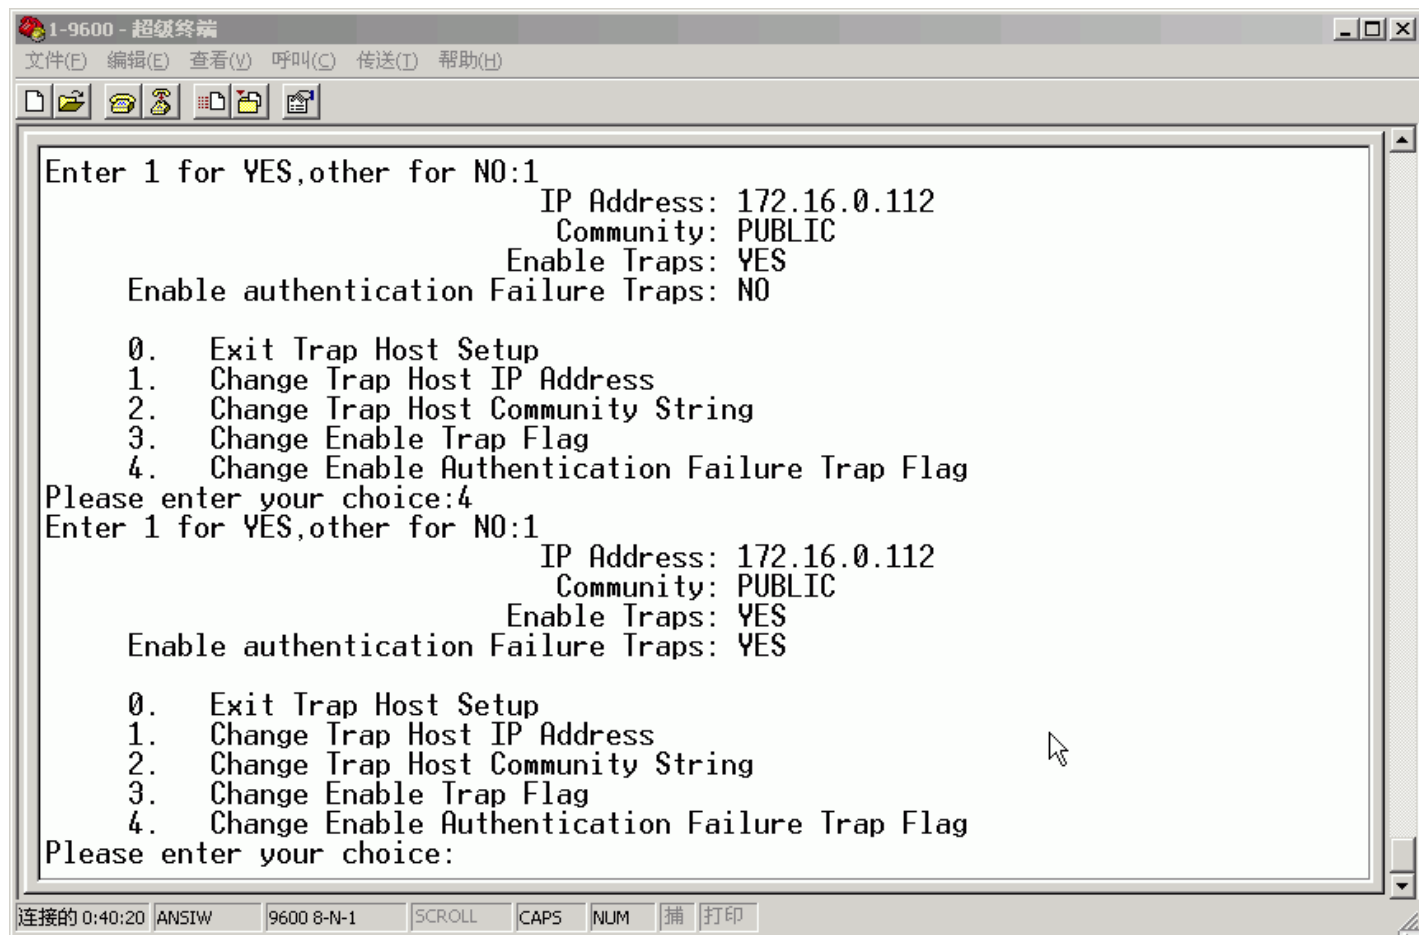 1-9600 - 超级终端
文件(F) 编辑(E) 查看(V) 呼叫(C) 传送(T) 帮助(H)
Enter 1 for YES,other for NO:1
IP Address: 172.16.0.112
Community: PUBLIC
Enable Traps: YES
Enable authentication Failure Traps: NO
0. Exit Trap Host Setup
1. Change Trap Host IP Address
2. Change Trap Host Community String
3. Change Enable Trap Flag
4. Change Enable Authentication Failure Trap Flag
Please enter your choice:4
Enter 1 for YES,other for NO:1
IP Address: 172.16.0.112
Community: PUBLIC
Enable Traps: YES
Enable authentication Failure Traps: YES
0. Exit Trap Host Setup
1. Change Trap Host IP Address
2. Change Trap Host Community String
3. Change Enable Trap Flag
4. Change Enable Authentication Failure Trap Flag
Please enter your choice:
连接的 0:40:20 ANSIW 9600 8-N-1 SCROLL CAPS NUM 捕 打印